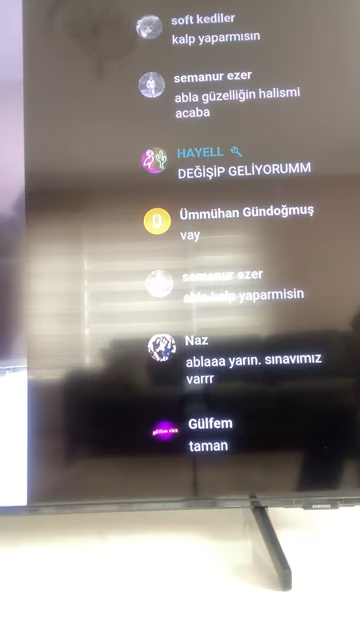 soft kediler
kalp yaparmısın
semanur ezer
abla güzelliğin halismi
acaba
HAYELL
DEĞİŞİP GELİYORUMM
D
Ümmühan Gündoğmuş
vay
semanur ezer
abla kalp yaparmisin
Naz
ablaaa yarın. sınavımız
varrr
Gülfem
taman
SAMSUNG